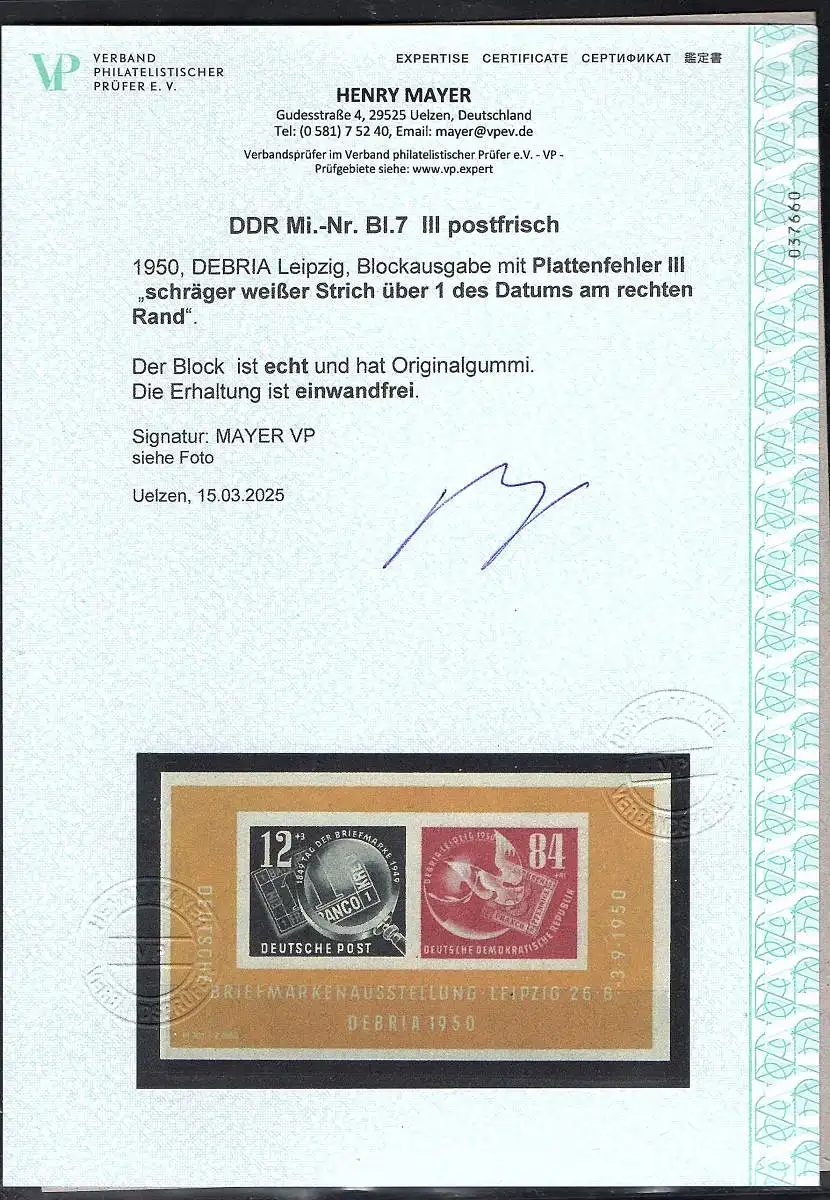 VERBAND
PHILATELISTISCHER
PRÜFER E. V.
VP
EXPERTISE CERTIFICATE СЕРТИФИКАТ 鑑定書
HENRY MAYER
Gudesstraße 4, 29525 Uelzen, Deutschland
Tel: (0 581) 7 52 40, Email: mayer@vpev.de
Verbandsprüfer im Verband philatelistischer Prüfer e.V. - VP -
Prüfgebiete siehe: www.vp.expert
037660
DDR Mi.-Nr. Bl.7 III postfrisch
1950, DEBRIA Leipzig, Blockausgabe mit Plattenfehler III
„schräger weißer Strich über 1 des Datums am rechten
Rand“.
Der Block ist echt und hat Originalgummi.
Die Erhaltung ist einwandfrei.
Signatur: MAYER VP
siehe Foto
Uelzen, 15.03.2025
12 +3
1849 TAG DER BRIEFMARKE 1949
DEUTSCHE POST
DEBRIA-LEIPZIG 1950
84
DEUTSCHE DEMOKRATISCHE REPUBLIK
DEUTSCHE
BRIEFMARKENAUSSTELLUNG · LEIPZIG 26·8·
-3·9·1950
DEBRIA 1950
VP
VP